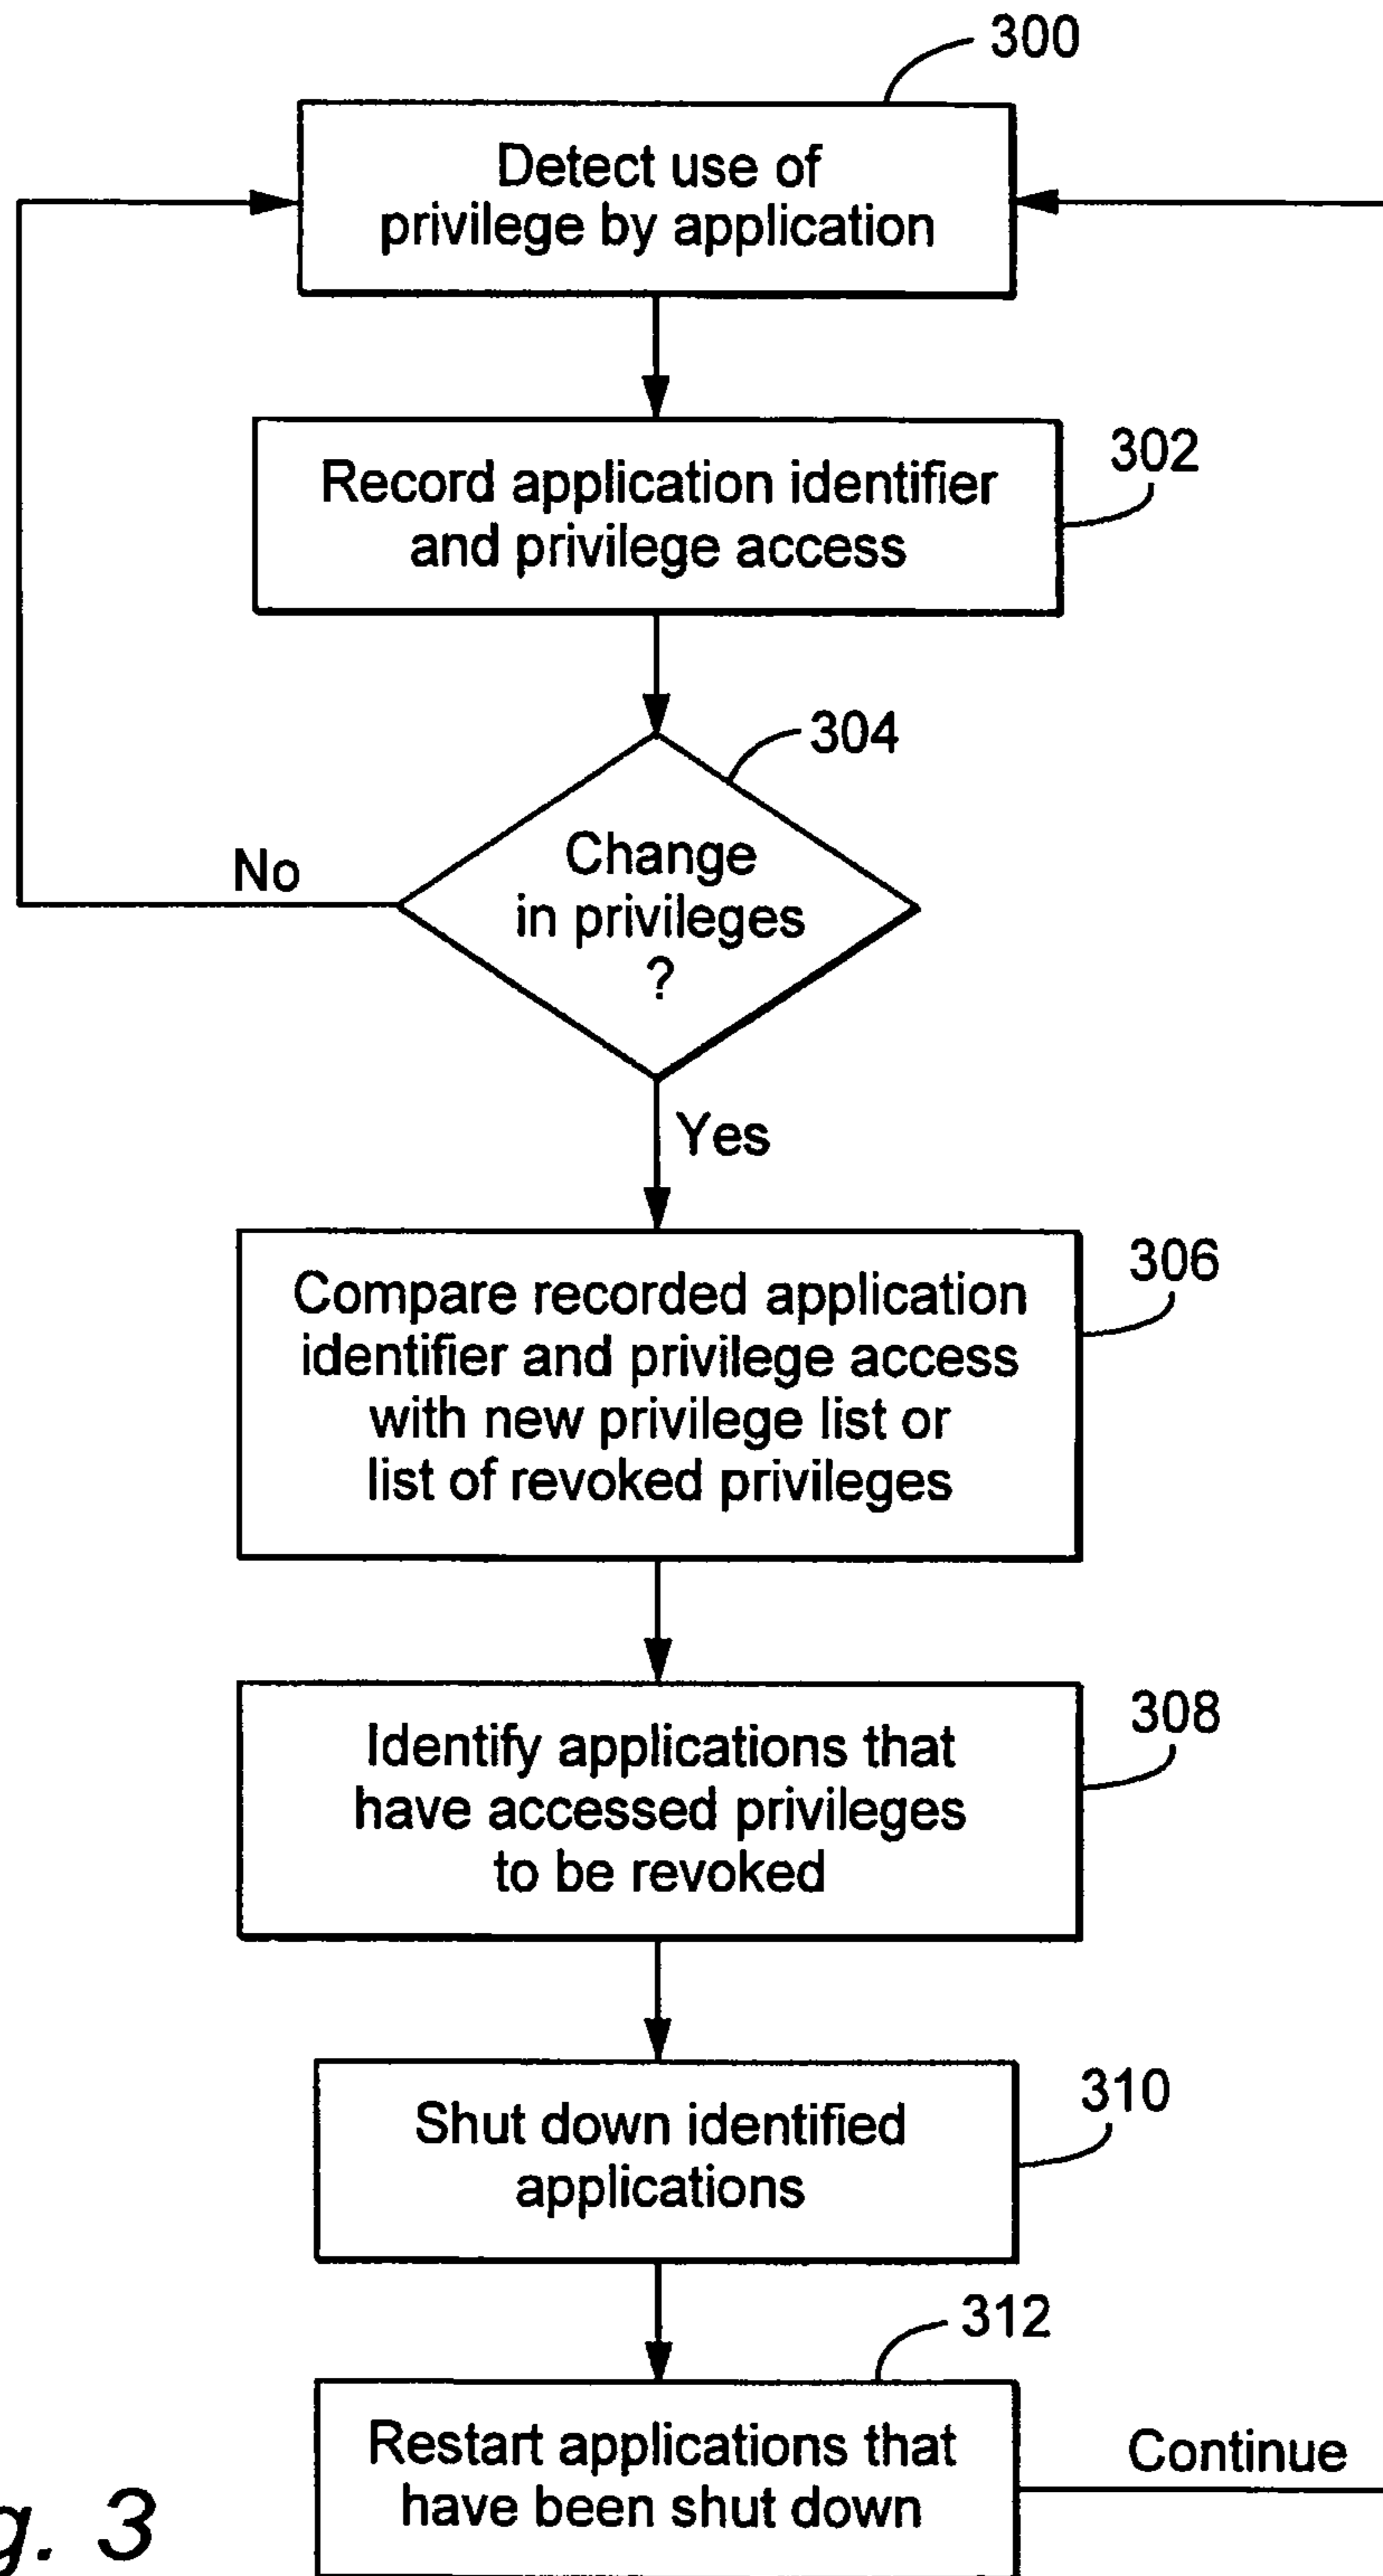 300
Detect use of
privilege by application
302
Record application identifier
and privilege access
304
Change
in privileges
?
No
Yes
306
Compare recorded application
identifier and privilege access
with new privilege list or
list of revoked privileges
308
Identify applications that
have accessed privileges
to be revoked
310
Shut down identified
applications
312
Restart applications that
have been shut down
Continue
g. 3